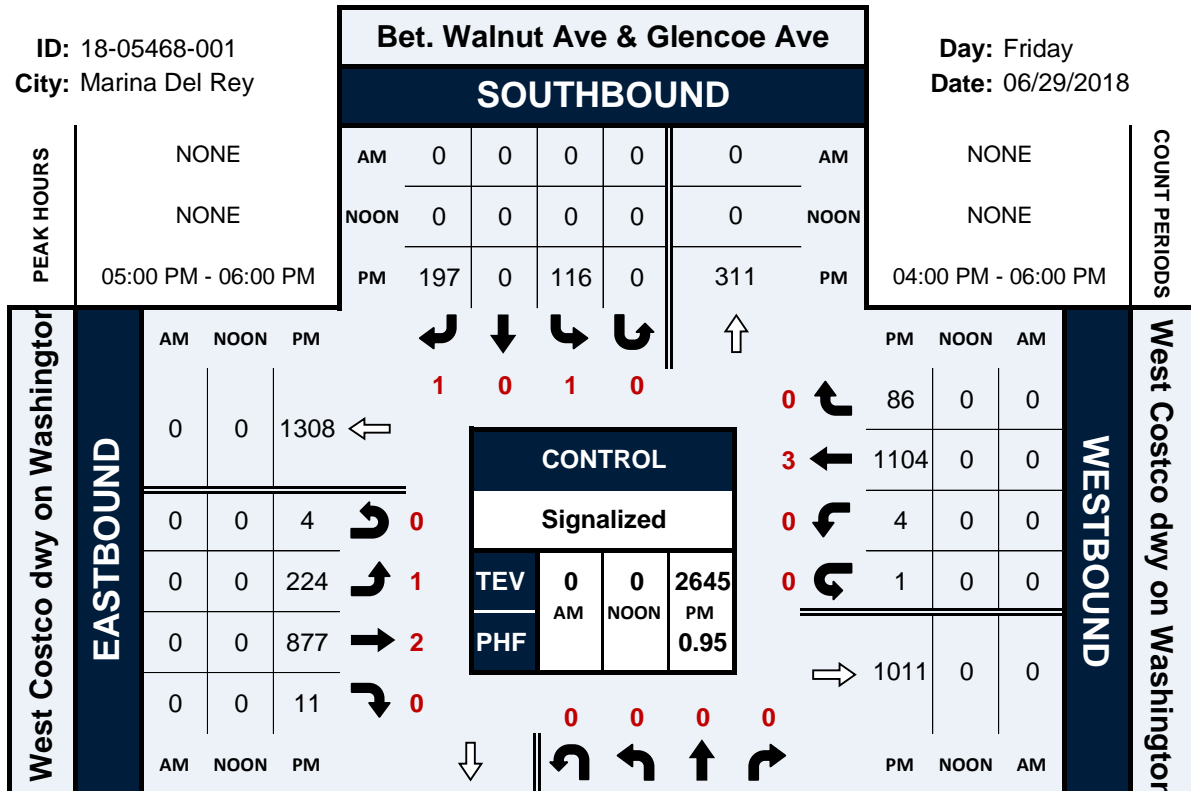 ID: 18-05468-001
City: Marina Del Rey
Bet. Walnut Ave & Glencoe Ave
SOUTHBOUND
Day: Friday
Date: 06/29/2018
PEAK HOURS
NONE
NONE
05:00 PM - 06:00 PM
AM 0 0 0 0 0 AM
NOON 0 0 0 0 0 NOON
PM 197 0 116 0 311 PM
NONE
NONE
04:00 PM - 06:00 PM
COUNT PERIODS
1 0 1 0
West Costco dwy on Washington
EASTBOUND
AM NOON PM
0 0 1308
0 0 4 0
0 0 224 1
0 0 877 2
0 0 11 0
AM NOON PM
CONTROL
Signalized
TEV 0 0 2645
AM NOON PM
PHF 0.95
PM NOON AM
0 86 0 0
3 1104 0 0
0 4 0 0
0 1 0 0
1011 0 0
PM NOON AM
WESTBOUND
West Costco dwy on Washington
0 0 0 0